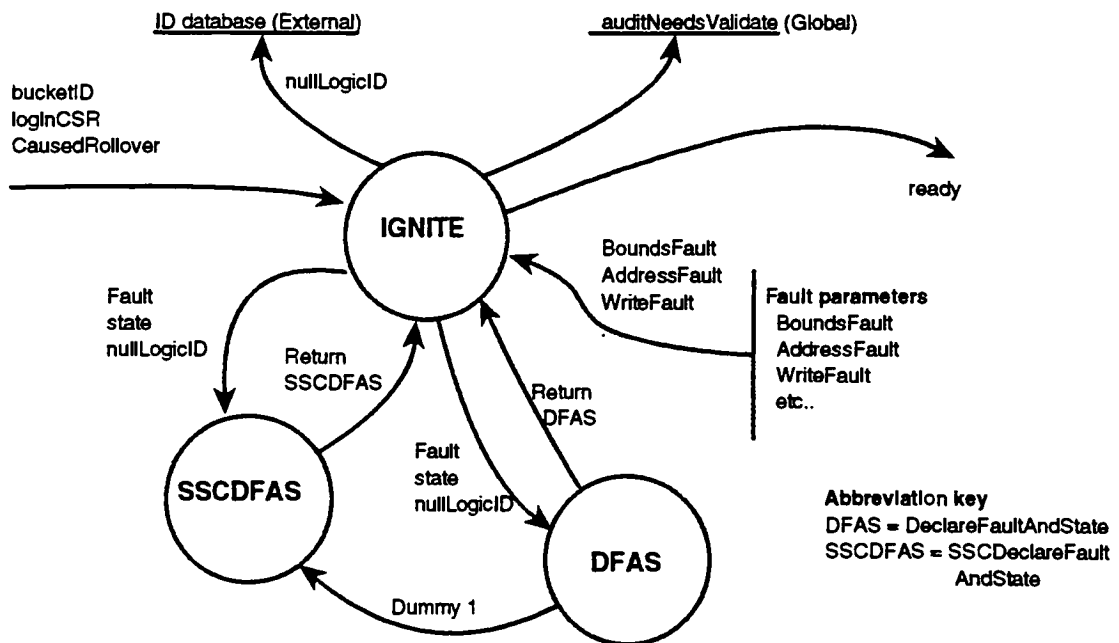 ID database (External)
auditNeedsValidate (Global)
nullLogicID
bucketID
logInCSR
CausedRollover
ready
IGNITE
BoundsFault
AddressFault
WriteFault
Fault parameters
BoundsFault
AddressFault
WriteFault
etc..
Fault
state
nullLogicID
Return
SSCDFAS
Return
DFAS
Fault
state
nullLogicID
SSCDFAS
DFAS
Dummy 1
Abbreviation key
DFAS = DeclareFaultAndState
SSCDFAS = SSCDeclareFault
AndState